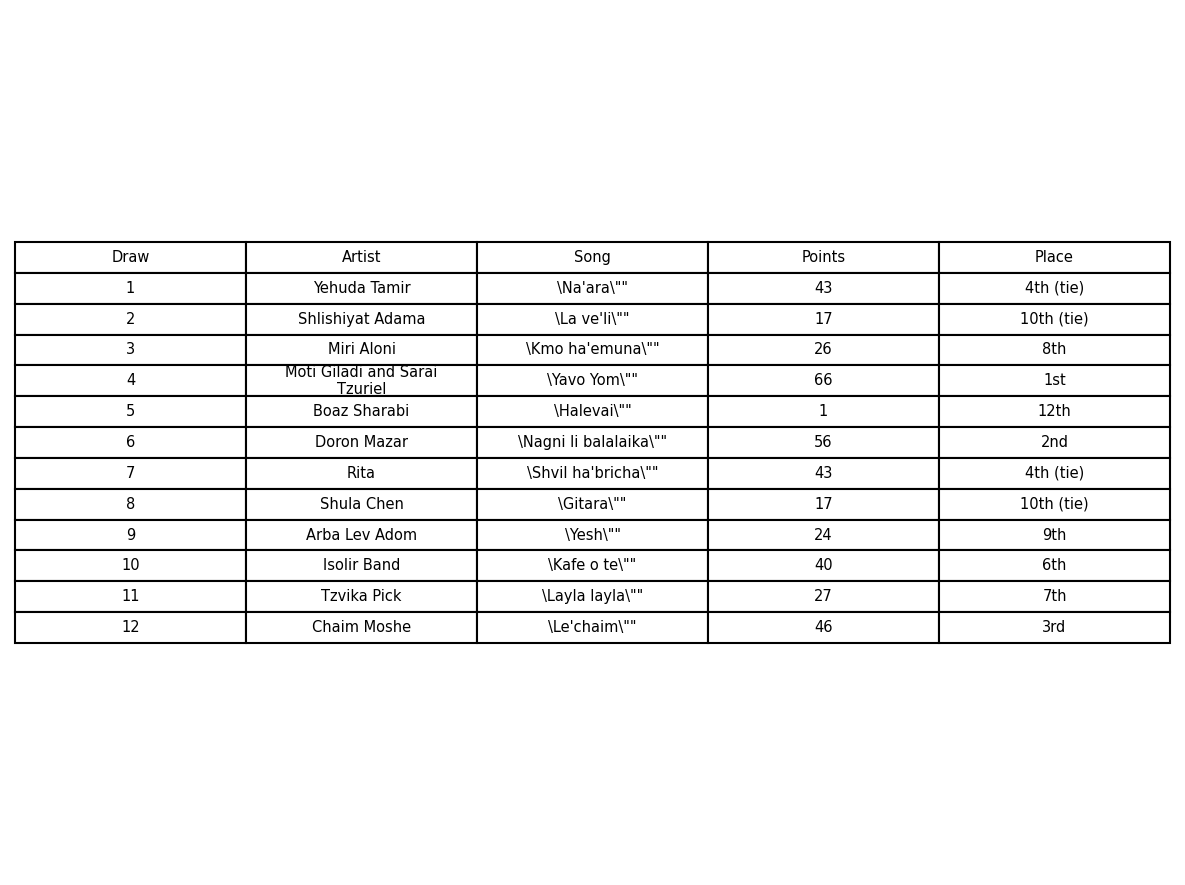 Draw Artist Song Points Place
1 Yehuda Tamir \Na'ara\"" 43 4th (tie)
2 Shlishiyat Adama \La ve'li\"" 17 10th (tie)
3 Miri Aloni \Kmo ha'emuna\"" 26 8th
4 Moti Giladi and Sarai Tzuriel \Yavo Yom\"" 66 1st
5 Boaz Sharabi \Halevai\"" 1 12th
6 Doron Mazar \Nagni li balalaika\"" 56 2nd
7 Rita \Shvil ha'bricha\"" 43 4th (tie)
8 Shula Chen \Gitara\"" 17 10th (tie)
9 Arba Lev Adom \Yesh\"" 24 9th
10 Isolir Band \Kafe o te\"" 40 6th
11 Tzvika Pick \Layla layla\"" 27 7th
12 Chaim Moshe \Le'chaim\"" 46 3rd